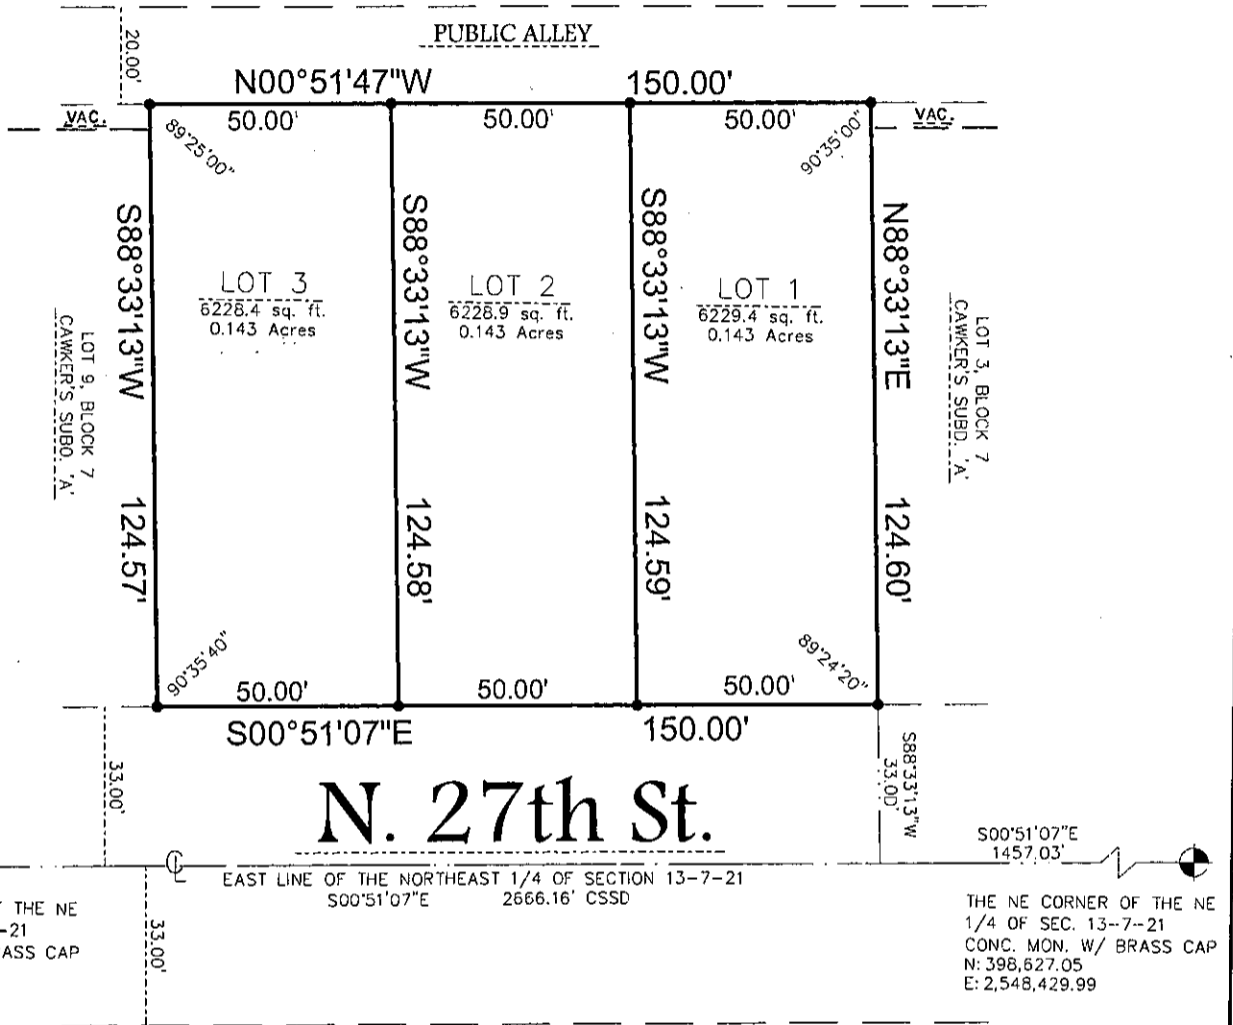 PUBLIC ALLEY
20.00'
N00°51'47"W
150.00'
VAC.
50.00'
50.00'
50.00'
VAC.
89°25'00"
90°35'00"
S88°33'13"W
124.57'
S88°33'13"W
124.58'
S88°33'13"W
124.59'
N88°33'13"E
124.60'
LOT 3
6228.4 sq. ft.
0.143 Acres
LOT 2
6228.9 sq. ft.
0.143 Acres
LOT 1
6229.4 sq. ft.
0.143 Acres
LOT 9, BLOCK 7
CAWKER'S SUBD. 'A'
LOT 3, BLOCK 7
CAWKER'S SUBD. 'A'
90°35'40"
89°24'20"
50.00'
50.00'
50.00'
S00°51'07"E
150.00'
33.00'
N. 27th St.
S88°33'13"W
33.00'
S00°51'07"E
1457.03'
CL
EAST LINE OF THE NORTHEAST 1/4 OF SECTION 13-7-21
S00°51'07"E 2666.16' CSSD
33.00'
THE NE
-21
ASS CAP
THE NE CORNER OF THE NE
1/4 OF SEC. 13-7-21
CONC. MON. W/ BRASS CAP
N: 398,627.05
E: 2,548,429.99